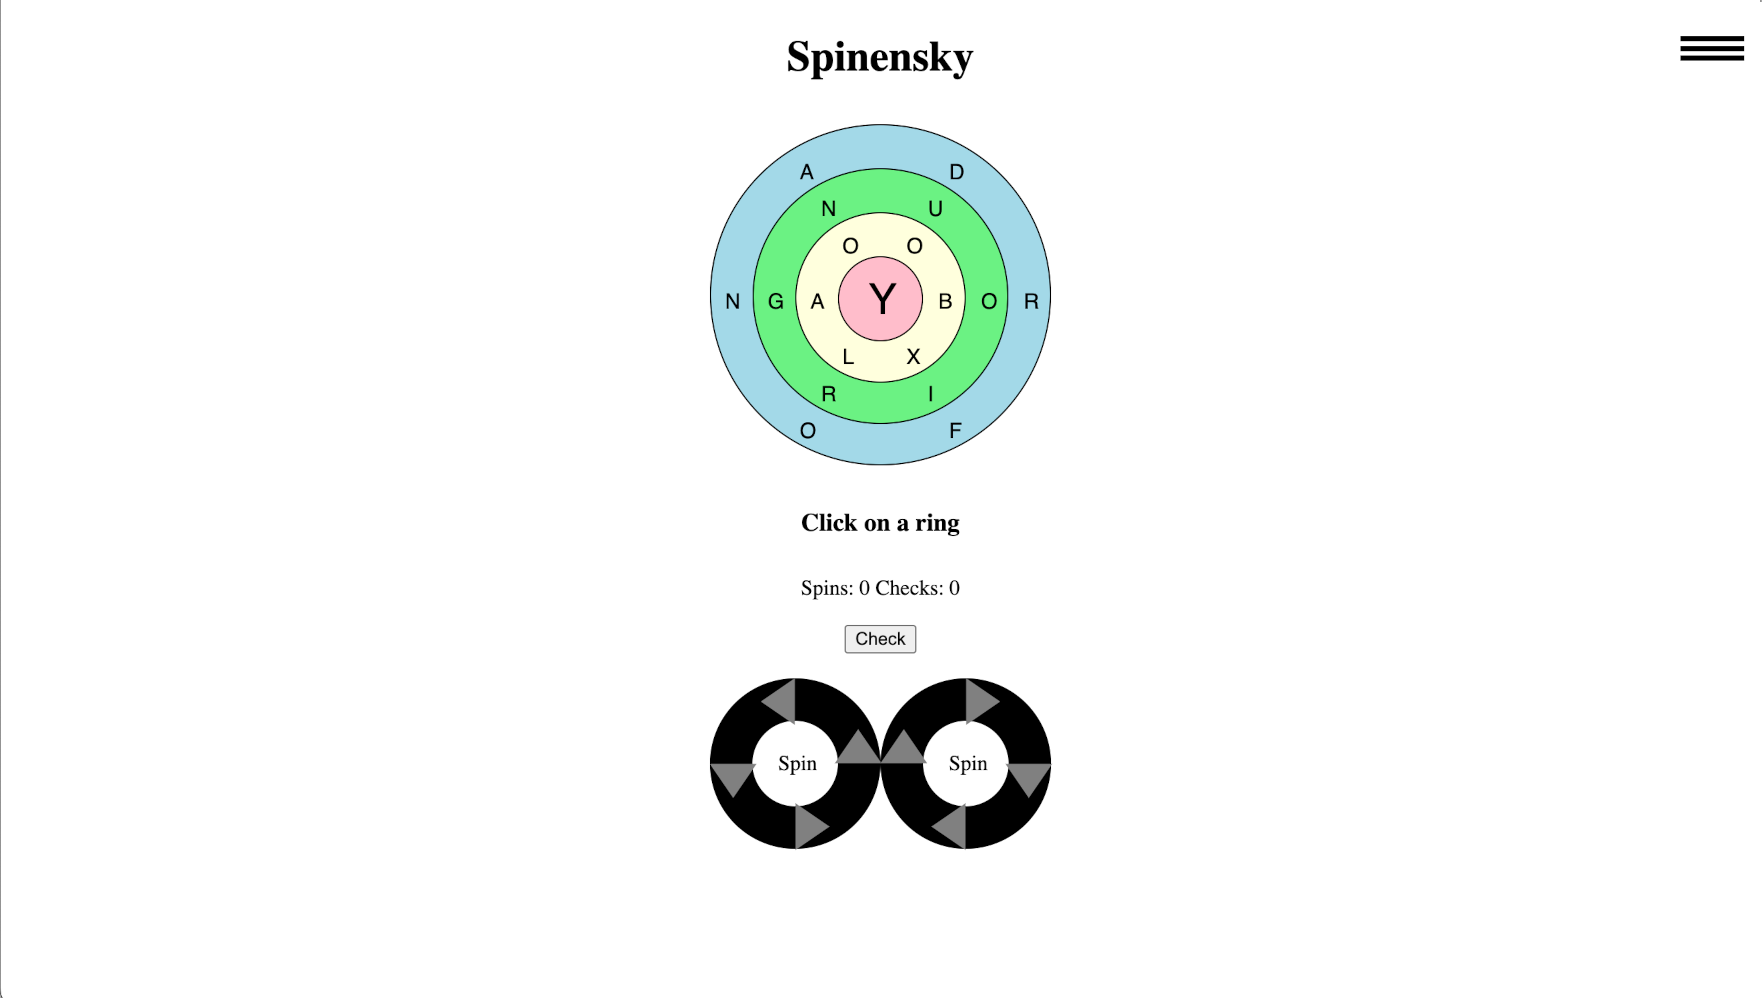 Spinensky
A D
N U
O O
N G A Y B O R
L X
R I
O F
Click on a ring
Spins: 0 Checks: 0
Check
Spin Spin